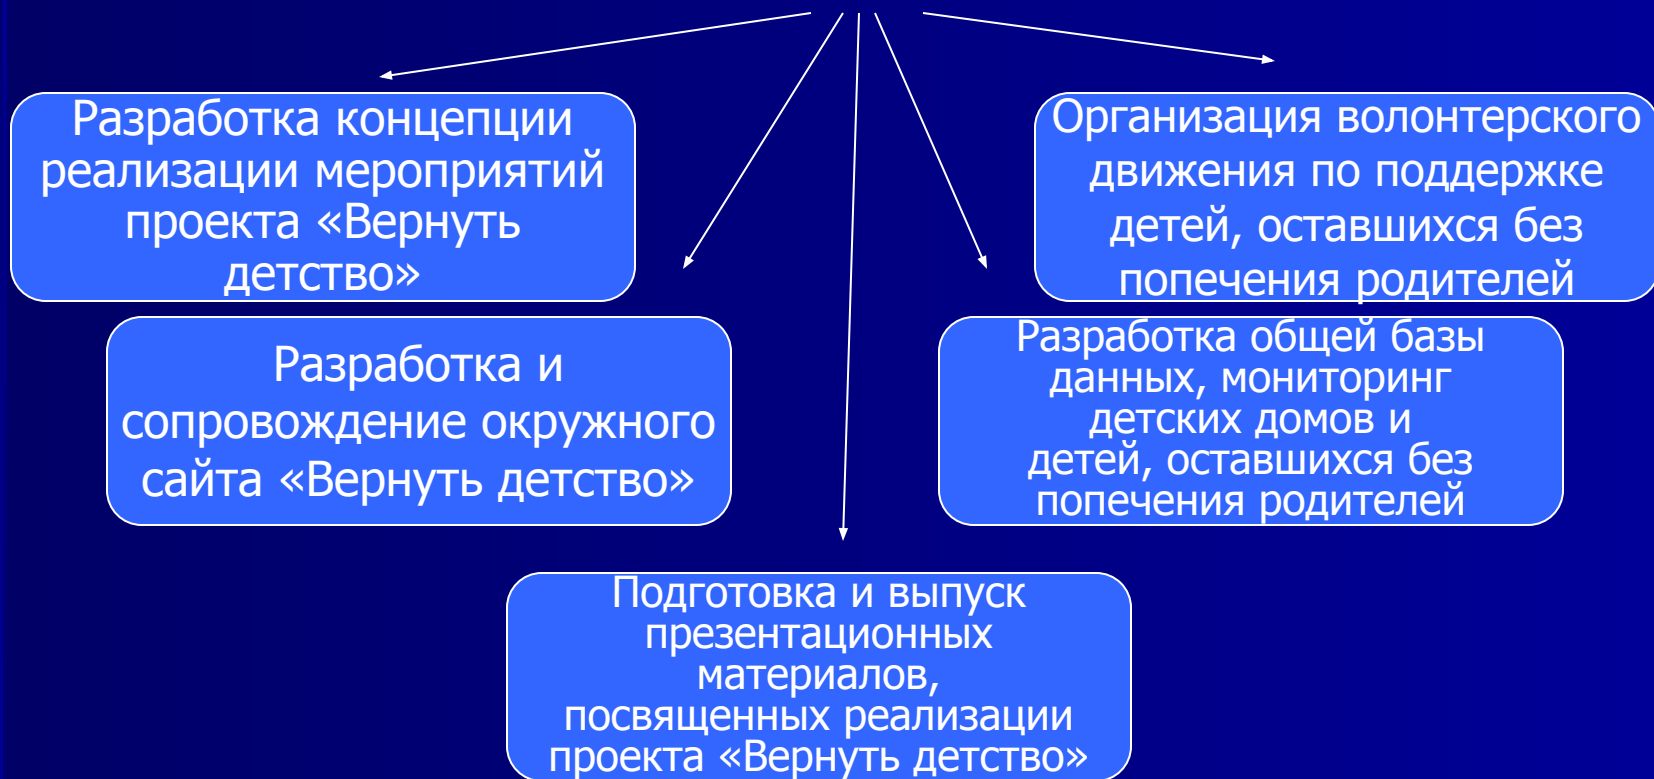 Разработка концепции
реализации мероприятий
проекта «Вернуть
детство»
Организация волонтерского
движения по поддержке
детей, оставшихся без
попечения родителей
Разработка и
сопровождение окружного
сайта «Вернуть детство»
Разработка общей базы
данных, мониторинг
детских домов и
детей, оставшихся без
попечения родителей
Подготовка и выпуск
презентационных
материалов,
посвященных реализации
проекта «Вернуть детство»